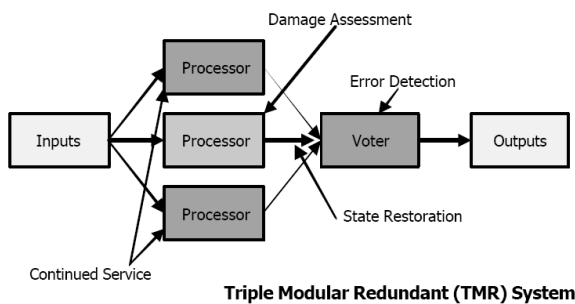 Damage Assessment
Processor
Error Detection
Inputs
Processor
Voter
Outputs
Processor
State Restoration
Continued Service
Triple Modular Redundant (TMR) System